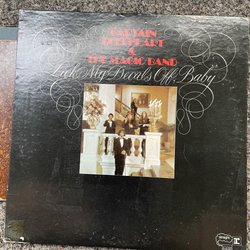 CAPTAIN
BEEFHEART
&
THE MAGIC BAND
"Lick My Decals Off, Baby"